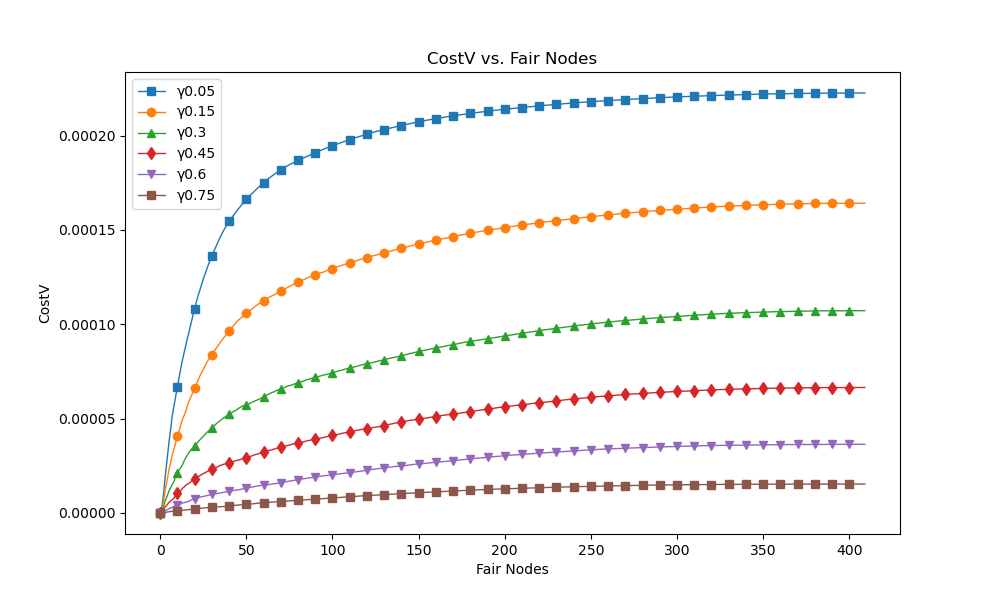 CostV vs. Fair Nodes
γ0.05
γ0.15
γ0.3
γ0.45
γ0.6
γ0.75
CostV
0.00020
0.00015
0.00010
0.00005
0.00000
0 50 100 150 200 250 300 350 400
Fair Nodes